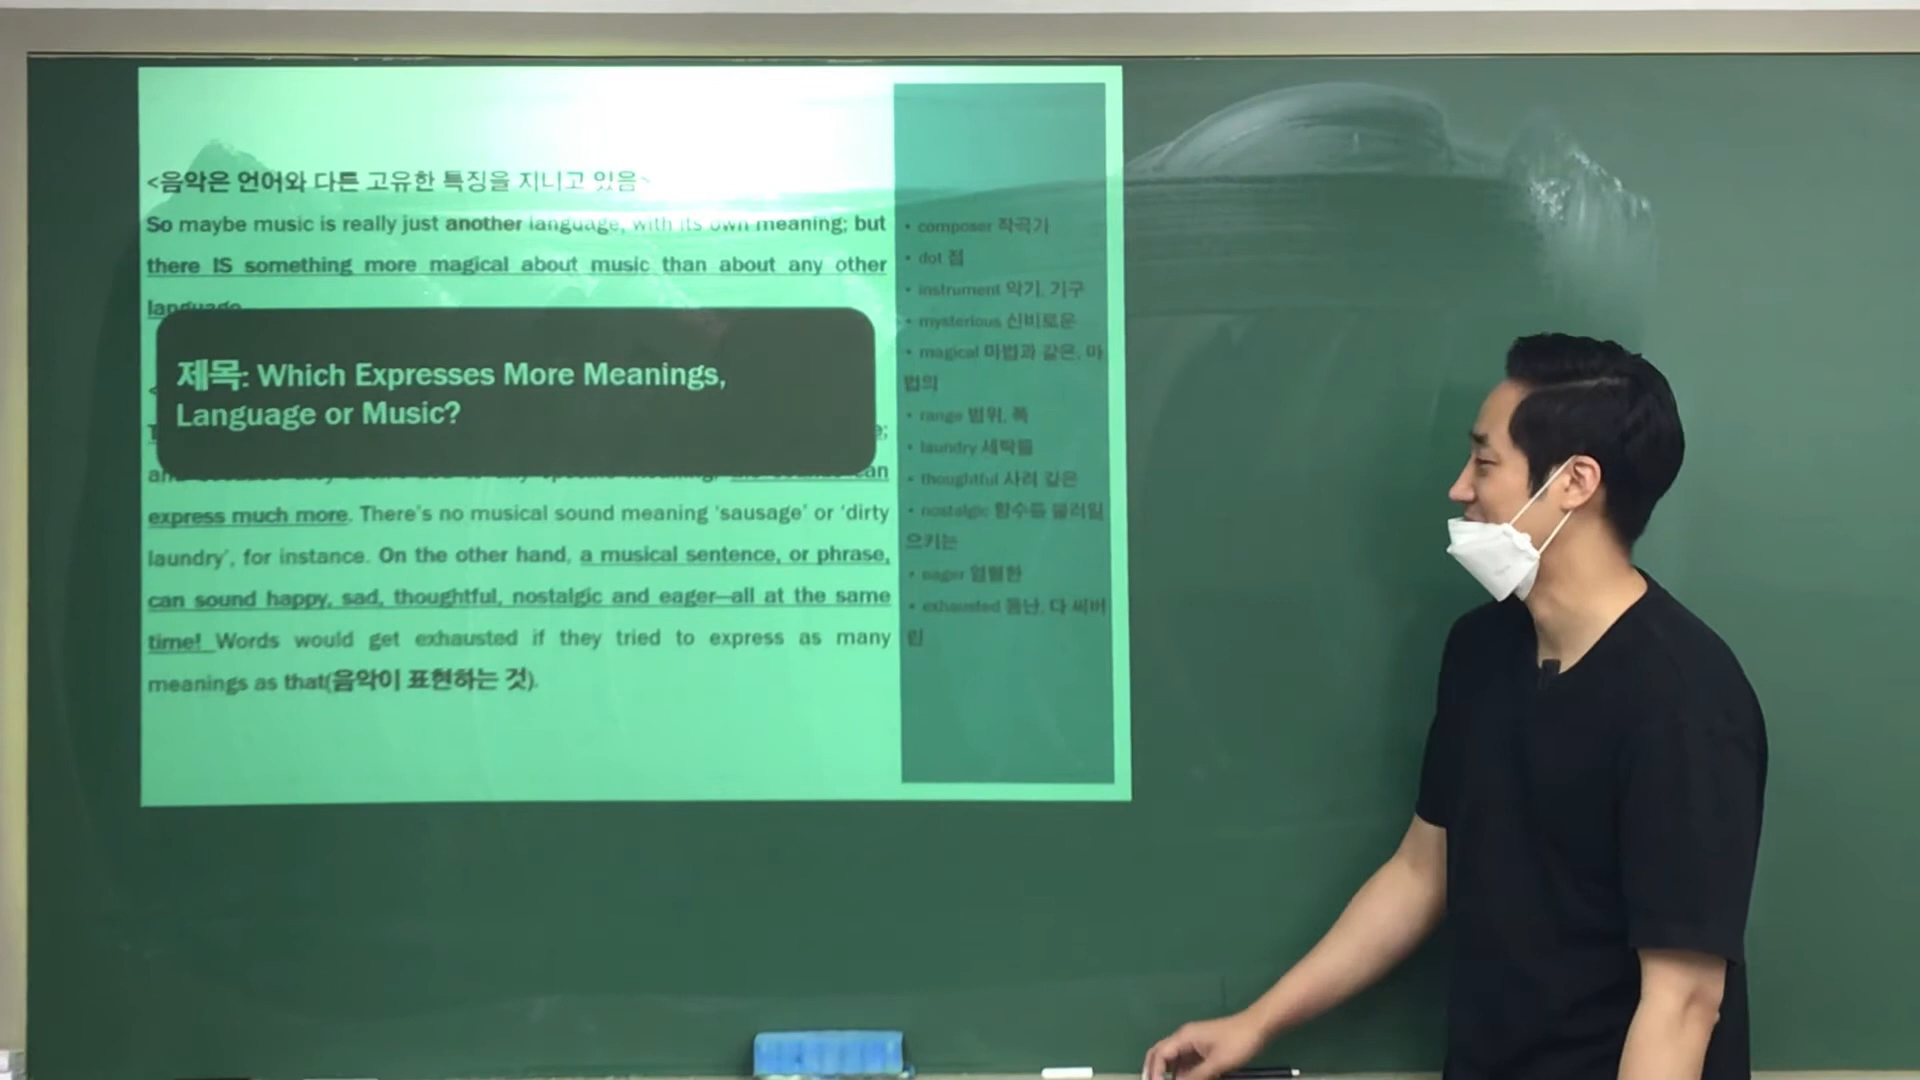 <음악은 언어와 다른 고유한 특징을 지니고 있음>
So maybe music is really just another language, with its own meaning; but
there IS something more magical about music than about any other
language.
제목: Which Expresses More Meanings,
Language or Music?
can
express much more. There's no musical sound meaning 'sausage' or 'dirty
laundry', for instance. On the other hand, a musical sentence, or phrase,
can sound happy, sad, thoughtful, nostalgic and eager—all at the same
time! Words would get exhausted if they tried to express as many
meanings as that(음악이 표현하는 것).
• composer 작곡가
• dot 점
• instrument 악기, 기구
• mysterious 신비로운
• magical 마법과 같은, 마
법의
• range 범위, 폭
• laundry 세탁물
• thoughtful 사려 깊은
• nostalgic 향수를 불러일
으키는
• eager 열렬한
• exhausted 동난, 다 써버
린